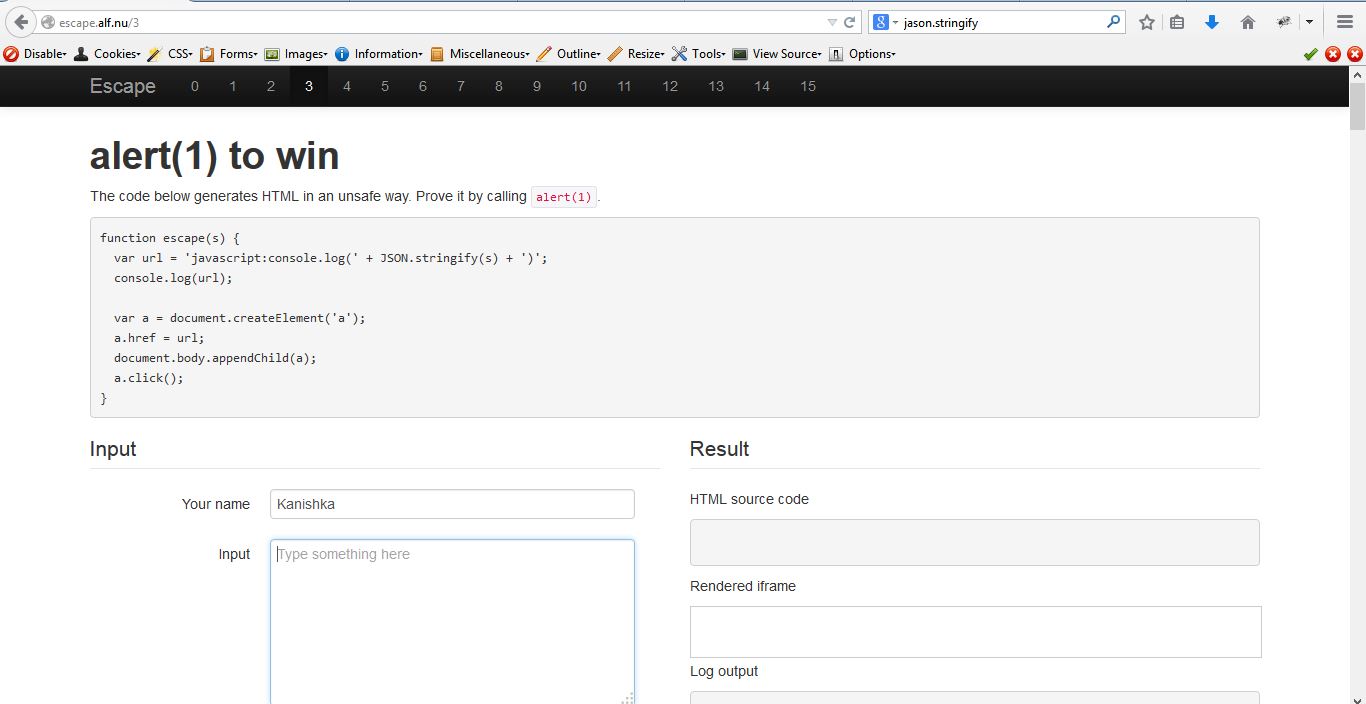 escape.alf.nu/3
8 jason.stringify
Disable Cookies CSS Forms Images Information Miscellaneous Outline Resize Tools View Source Options
Escape 0 1 2 3 4 5 6 7 8 9 10 11 12 13 14 15
alert(1) to win
The code below generates HTML in an unsafe way. Prove it by calling alert(1).
function escape(s) {
var url = 'javascript:console.log(' + JSON.stringify(s) + ')';
console.log(url);
var a = document.createElement('a');
a.href = url;
document.body.appendChild(a);
a.click();
}
Input
Result
Your name Kanishka
HTML source code
Input Type something here
Rendered iframe
Log output